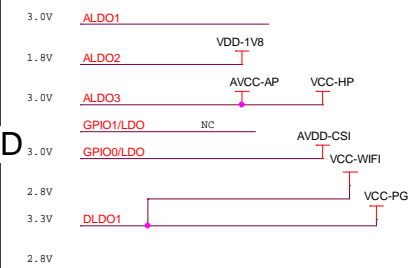 3.0V ALDO1
VDD-1V8
1.8V ALDO2
AVCC-AP VCC-HP
3.0V ALDO3
GPIO1/LDO NC
AVDD-CSI
D 3.0V GPIO0/LDO
VCC-WIFI
2.8V
VCC-PG
3.3V DLDO1
2.8V